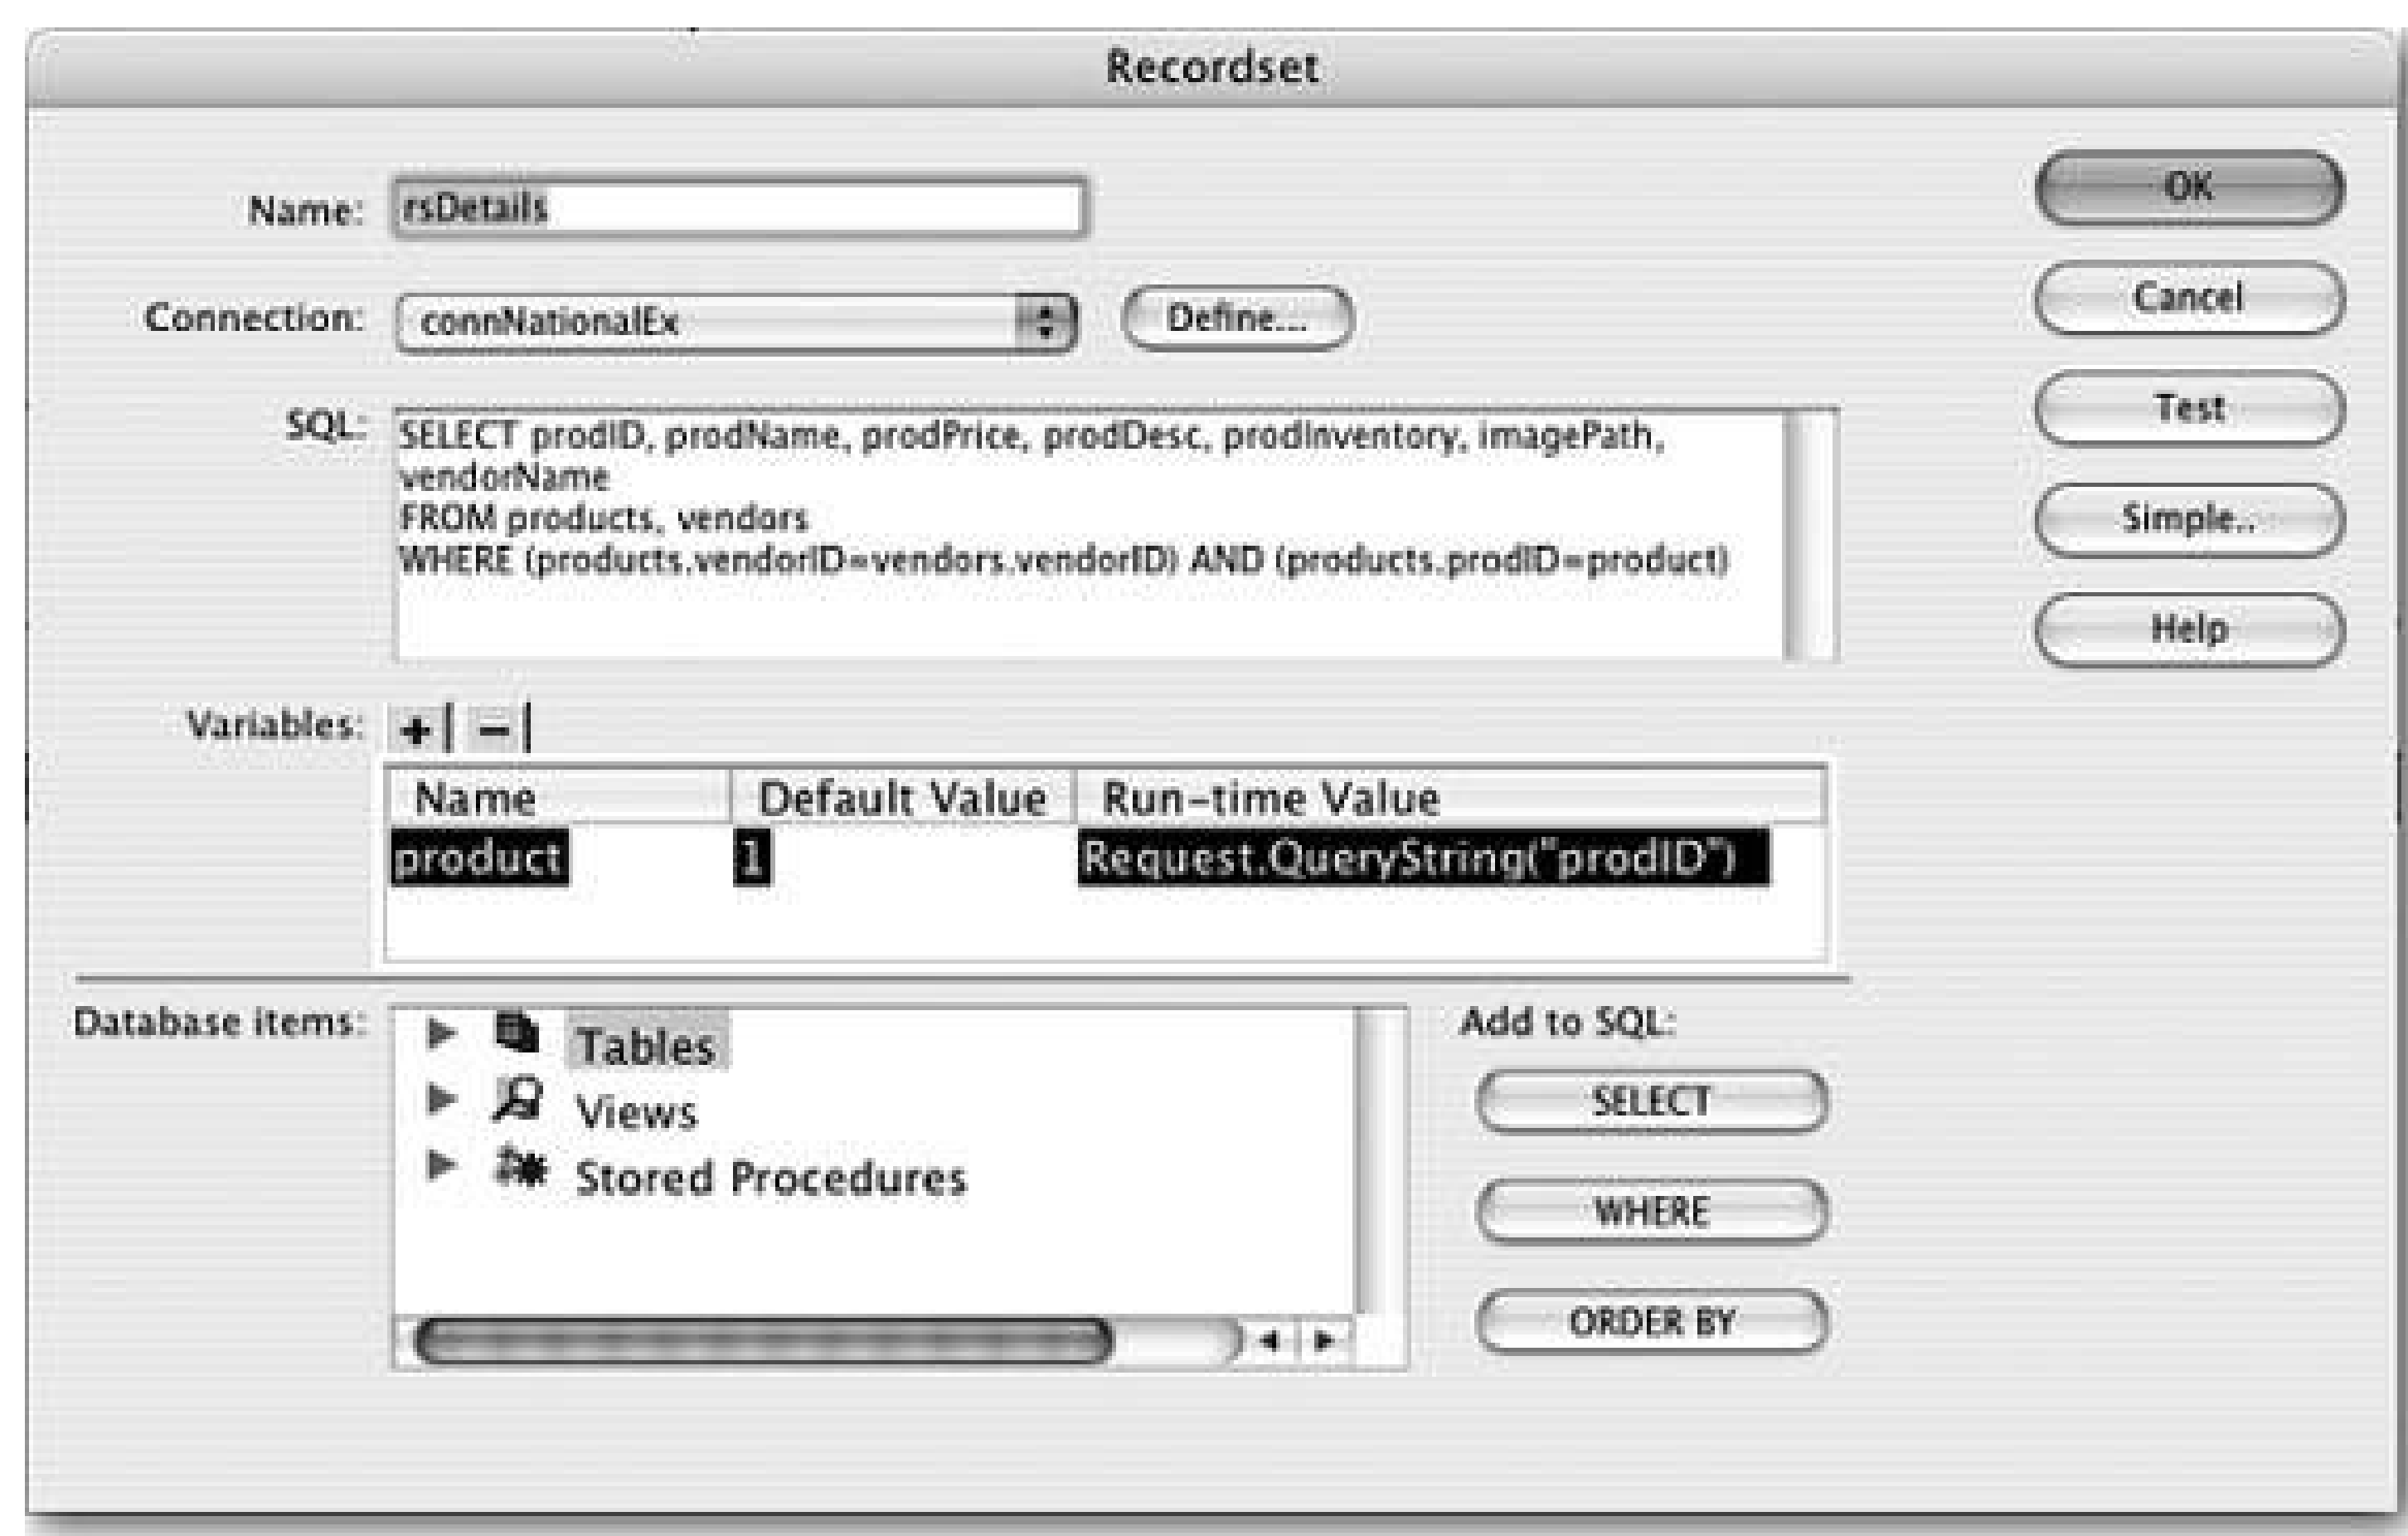 Recordset
Name: rsDetails
OK
Connection: connNationalEx Define...
Cancel
SQL: SELECT prodID, prodName, prodPrice, prodDesc, prodInventory, imagePath,
vendorName
FROM products, vendors
WHERE (products.vendorID=vendors.vendorID) AND (products.prodID=product)
Test
Simple..
Help
Variables: + −
Name Default Value Run-time Value
product 1 Request.QueryString("prodID")
Database items:
Tables
Views
Stored Procedures
Add to SQL:
SELECT
WHERE
ORDER BY